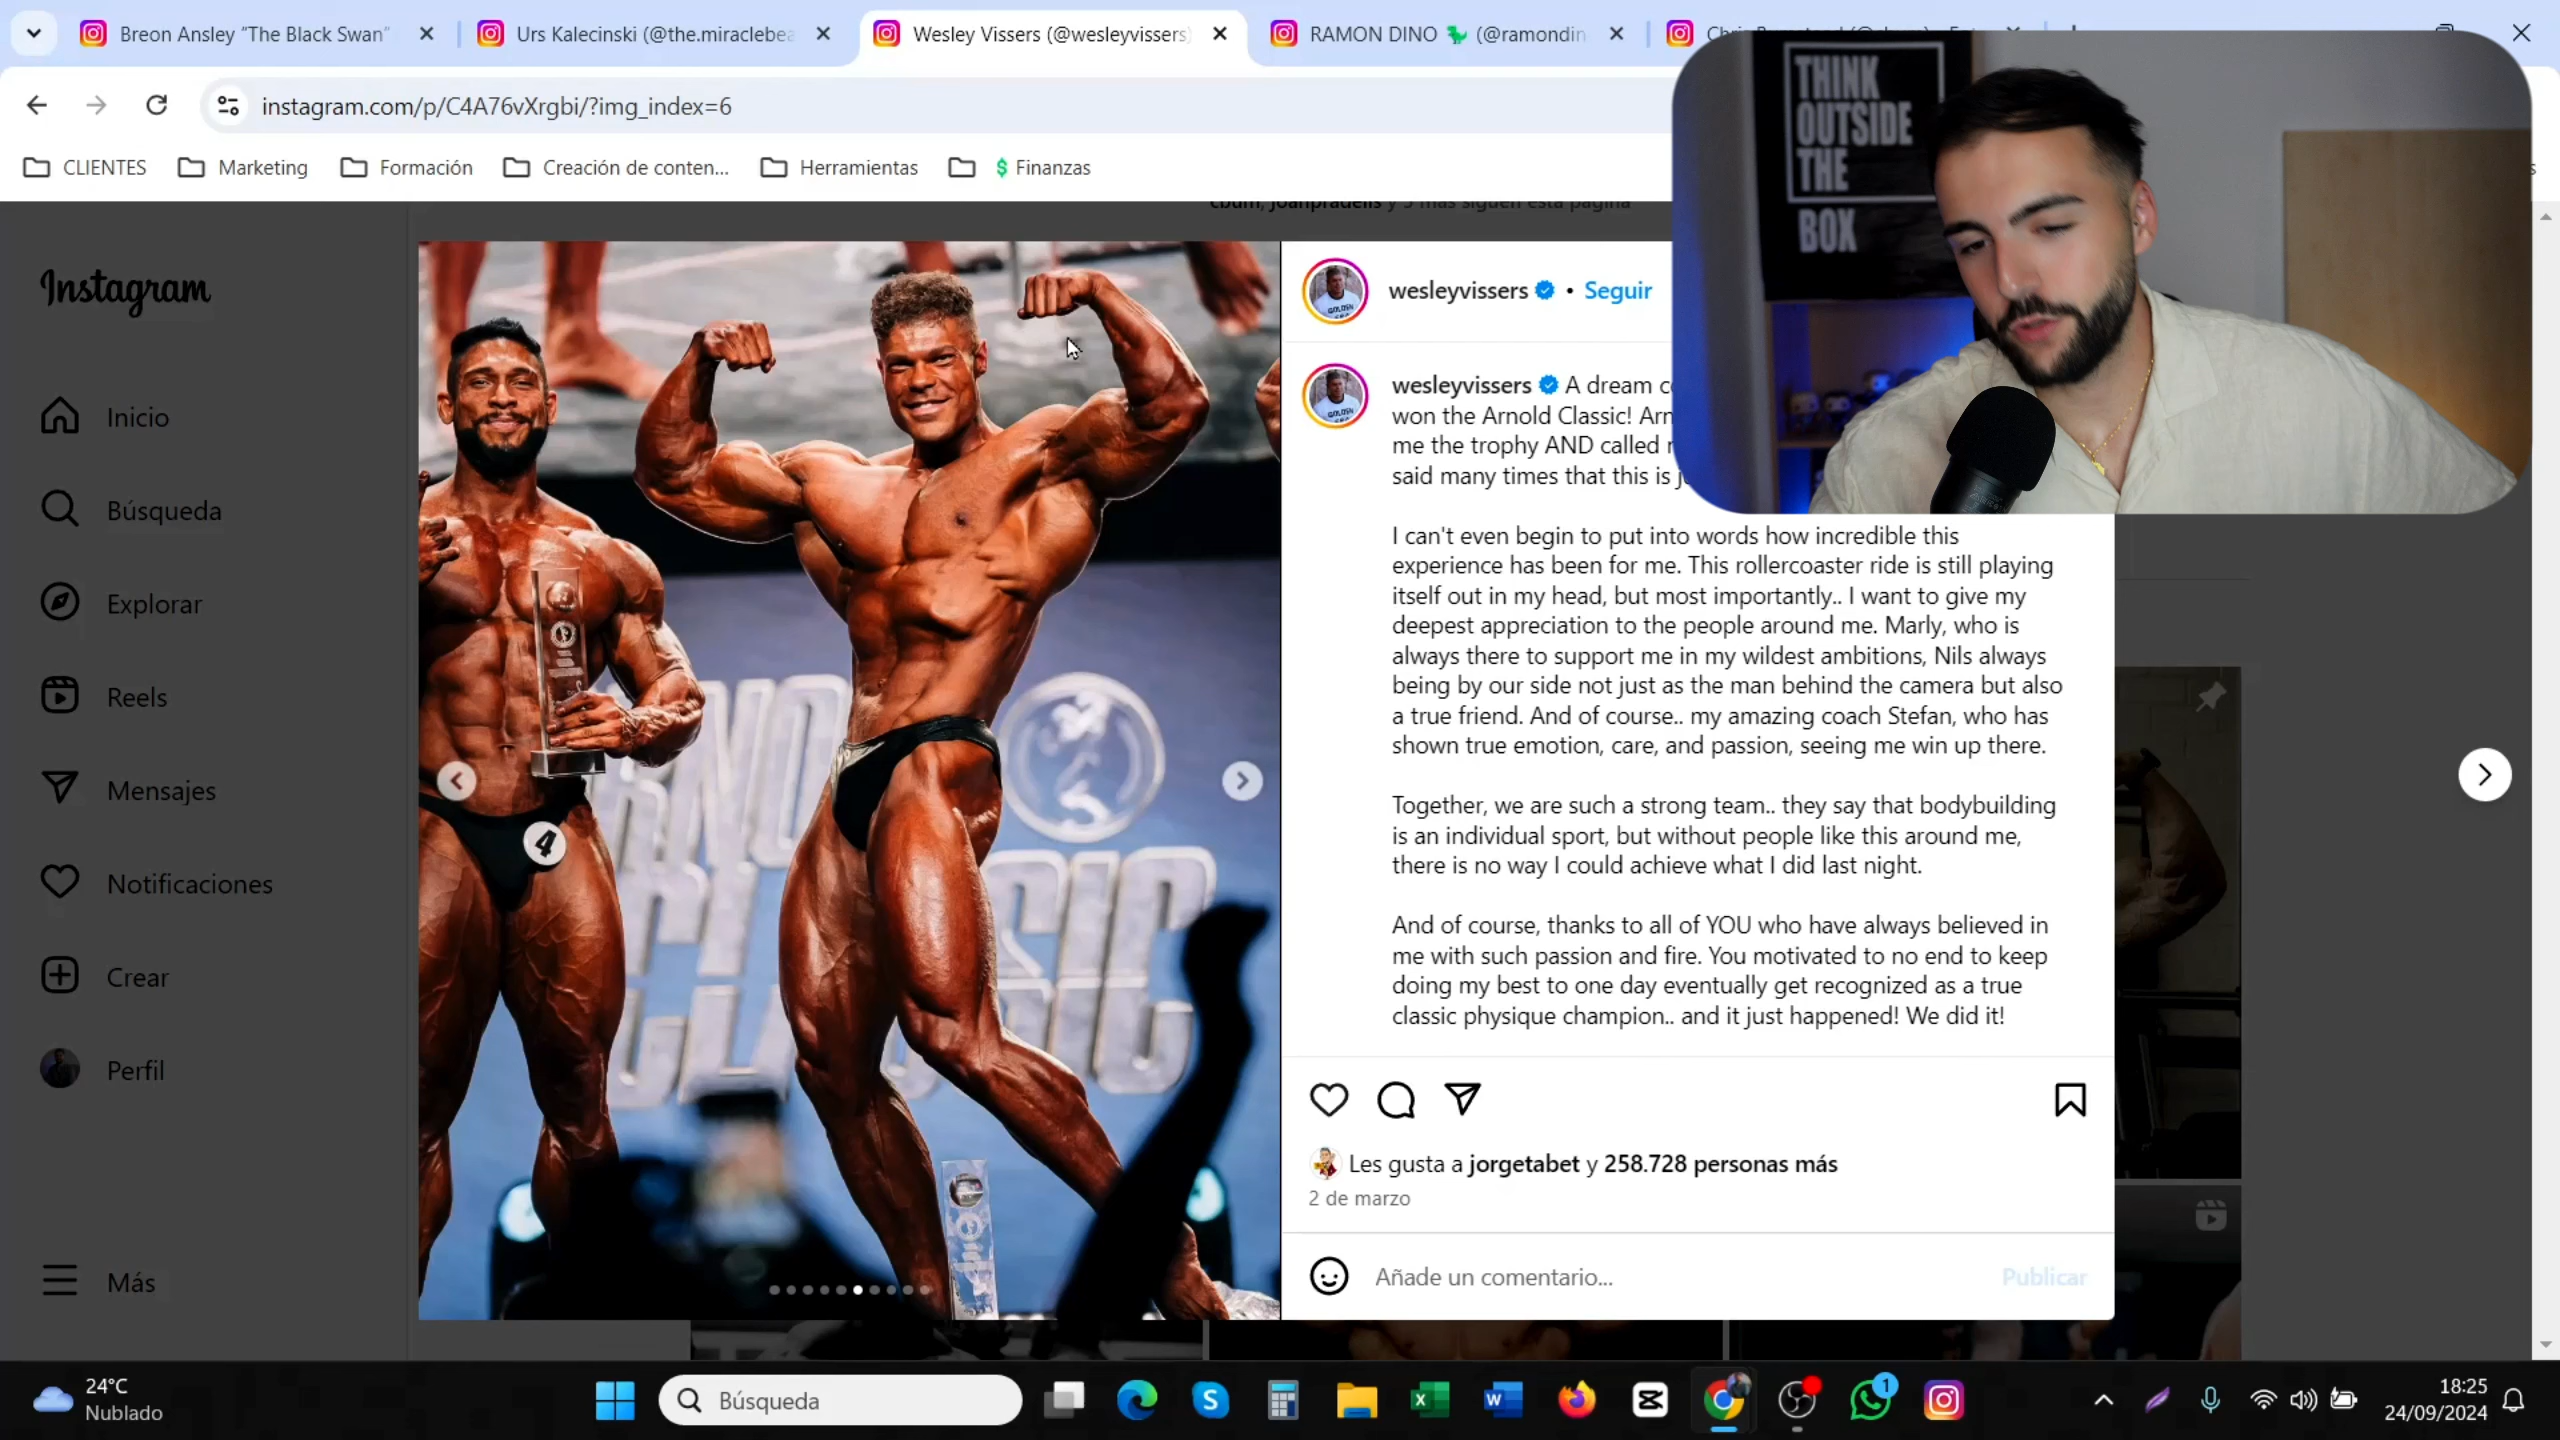 Breon Ansley “The Black Swan”
Urs Kalecinski (@the.miraclebea
Wesley Vissers (@wesleyvissers)
RAMON DINO 🦖 (@ramondin
instagram.com/p/C4A76vXrgbi/?img_index=6
CLIENTES
Marketing
Formación
Creación de conten...
Herramientas
$ Finanzas
THINK
OUTSIDE
THE
BOX
cbum, joanpradells y 5 más siguen esta página
Instagram
Inicio
Búsqueda
Explorar
Reels
Mensajes
Notificaciones
Crear
Perfil
Más
4
wesleyvissers • Seguir
wesleyvissers A dream
won the Arnold Classic!
me the trophy AND called
said many times that this is
I can't even begin to put into words how incredible this
experience has been for me. This rollercoaster ride is still playing
itself out in my head, but most importantly.. I want to give my
deepest appreciation to the people around me. Marly, who is
always there to support me in my wildest ambitions, Nils always
being by our side not just as the man behind the camera but also
a true friend. And of course.. my amazing coach Stefan, who has
shown true emotion, care, and passion, seeing me win up there.
Together, we are such a strong team.. they say that bodybuilding
is an individual sport, but without people like this around me,
there is no way I could achieve what I did last night.
And of course, thanks to all of YOU who have always believed in
me with such passion and fire. You motivated to no end to keep
doing my best to one day eventually get recognized as a true
classic physique champion.. and it just happened! We did it!
Les gusta a jorgetabet y 258.728 personas más
2 de marzo
Añade un comentario...
Publicar
24°C
Nublado
Búsqueda
1
18:25
24/09/2024